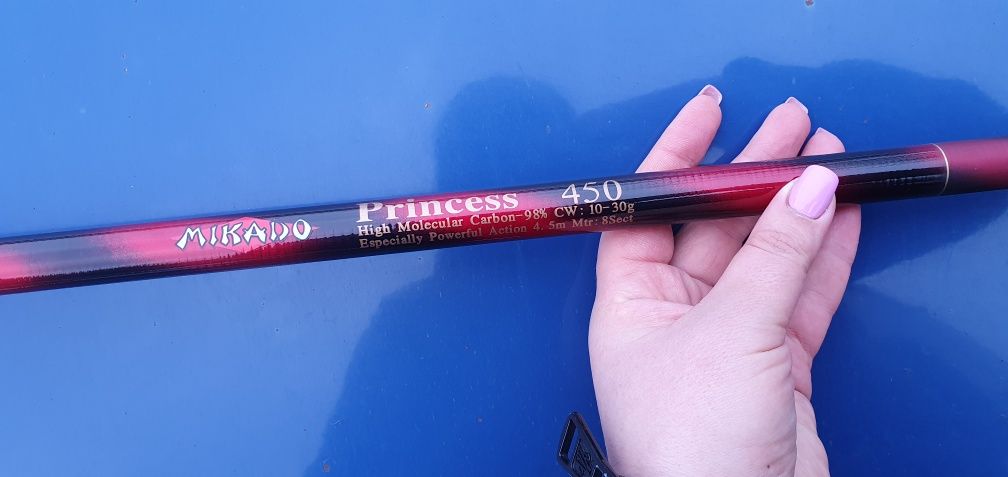 MIKADO
Princess 450
High Molecular Carbon-98% CW: 10-30g
Especially Powerful Action 4.5m Mtr: 8Sect